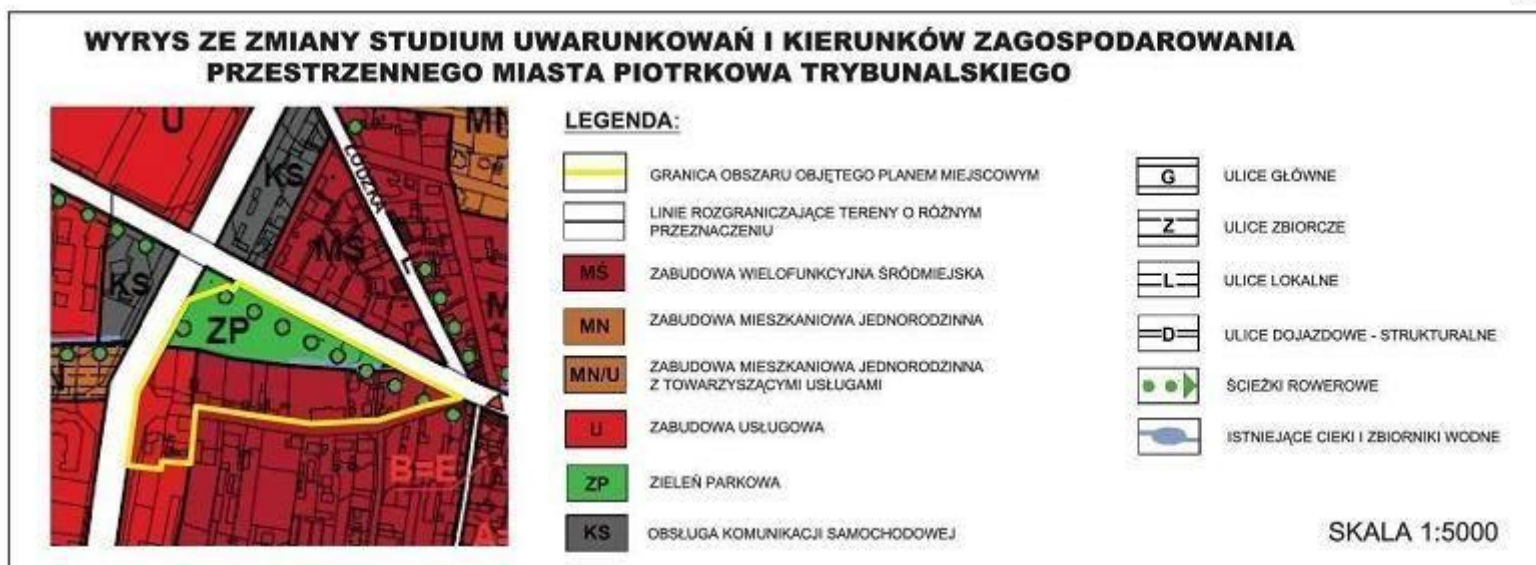 WYRYS ZE ZMIANY STUDIUM UWARUNKOWAŃ I KIERUNKÓW ZAGOSPODAROWANIA
PRZESTRZENNEGO MIASTA PIOTRKOWA TRYBUNALSKIEGO
U
MN
KS
ŁÓDZKA
MŚ
L
KS
ZP
N
B=E
LEGENDA:
GRANICA OBSZARU OBJĘTEGO PLANEM MIEJSCOWYM
LINIE ROZGRANICZAJĄCE TERENY O RÓŻNYM
PRZEZNACZENIU
MŚ ZABUDOWA WIELOFUNKCYJNA ŚRÓDMIEJSKA
MN ZABUDOWA MIESZKANIOWA JEDNORODZINNA
MN/U ZABUDOWA MIESZKANIOWA JEDNORODZINNA
Z TOWARZYSZĄCYMI USŁUGAMI
U ZABUDOWA USŁUGOWA
ZP ZIELEŃ PARKOWA
KS OBSŁUGA KOMUNIKACJI SAMOCHODOWEJ
G ULICE GŁÓWNE
Z ULICE ZBIORCZE
L ULICE LOKALNE
D ULICE DOJAZDOWE - STRUKTURALNE
ŚCIEŻKI ROWEROWE
ISTNIEJĄCE CIEKI I ZBIORNIKI WODNE
SKALA 1:5000